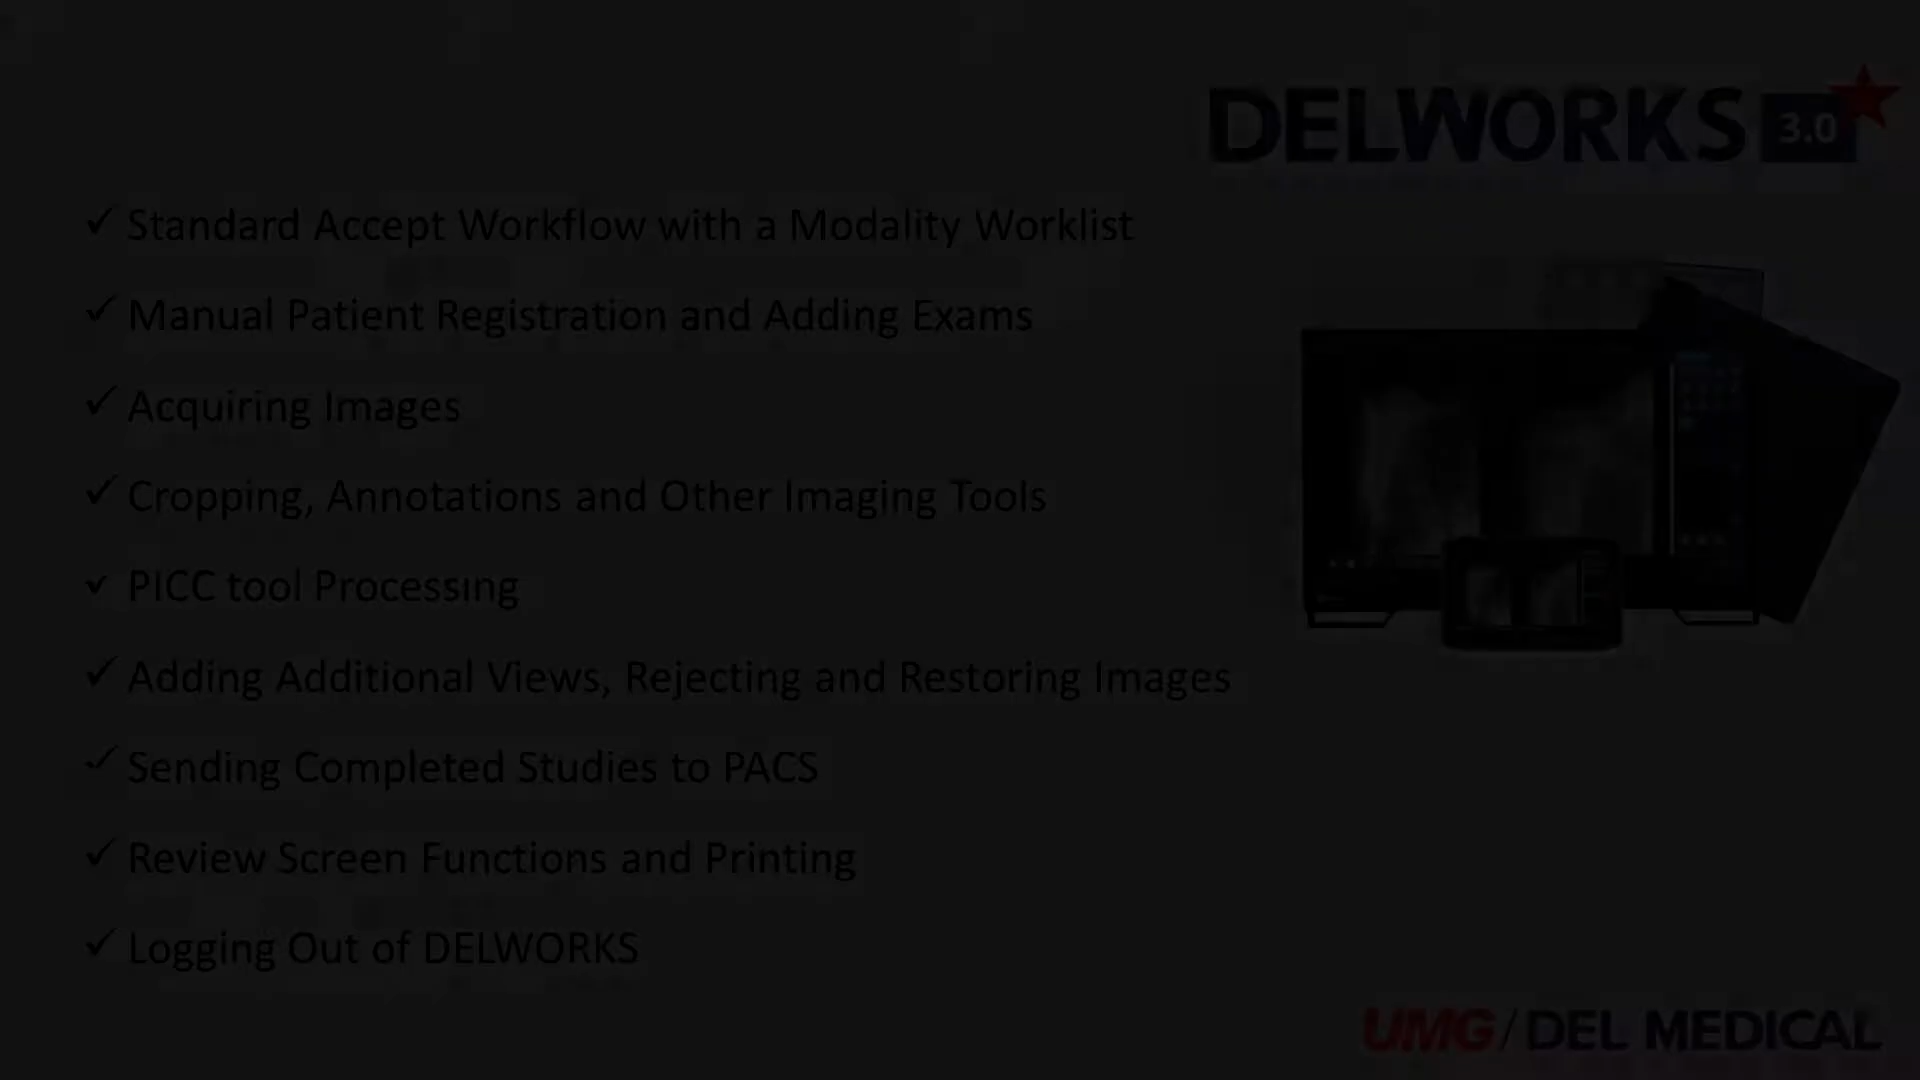 DELWORKS 3.0
✓ Standard Accept Workflow with a Modality Worklist
✓ Manual Patient Registration and Adding Exams
✓ Acquiring Images
✓ Cropping, Annotations and Other Imaging Tools
✓ PICC tool Processing
✓ Adding Additional Views, Rejecting and Restoring Images
✓ Sending Completed Studies to PACS
✓ Review Screen Functions and Printing
✓ Logging Out of DELWORKS
UMG/DEL MEDICAL